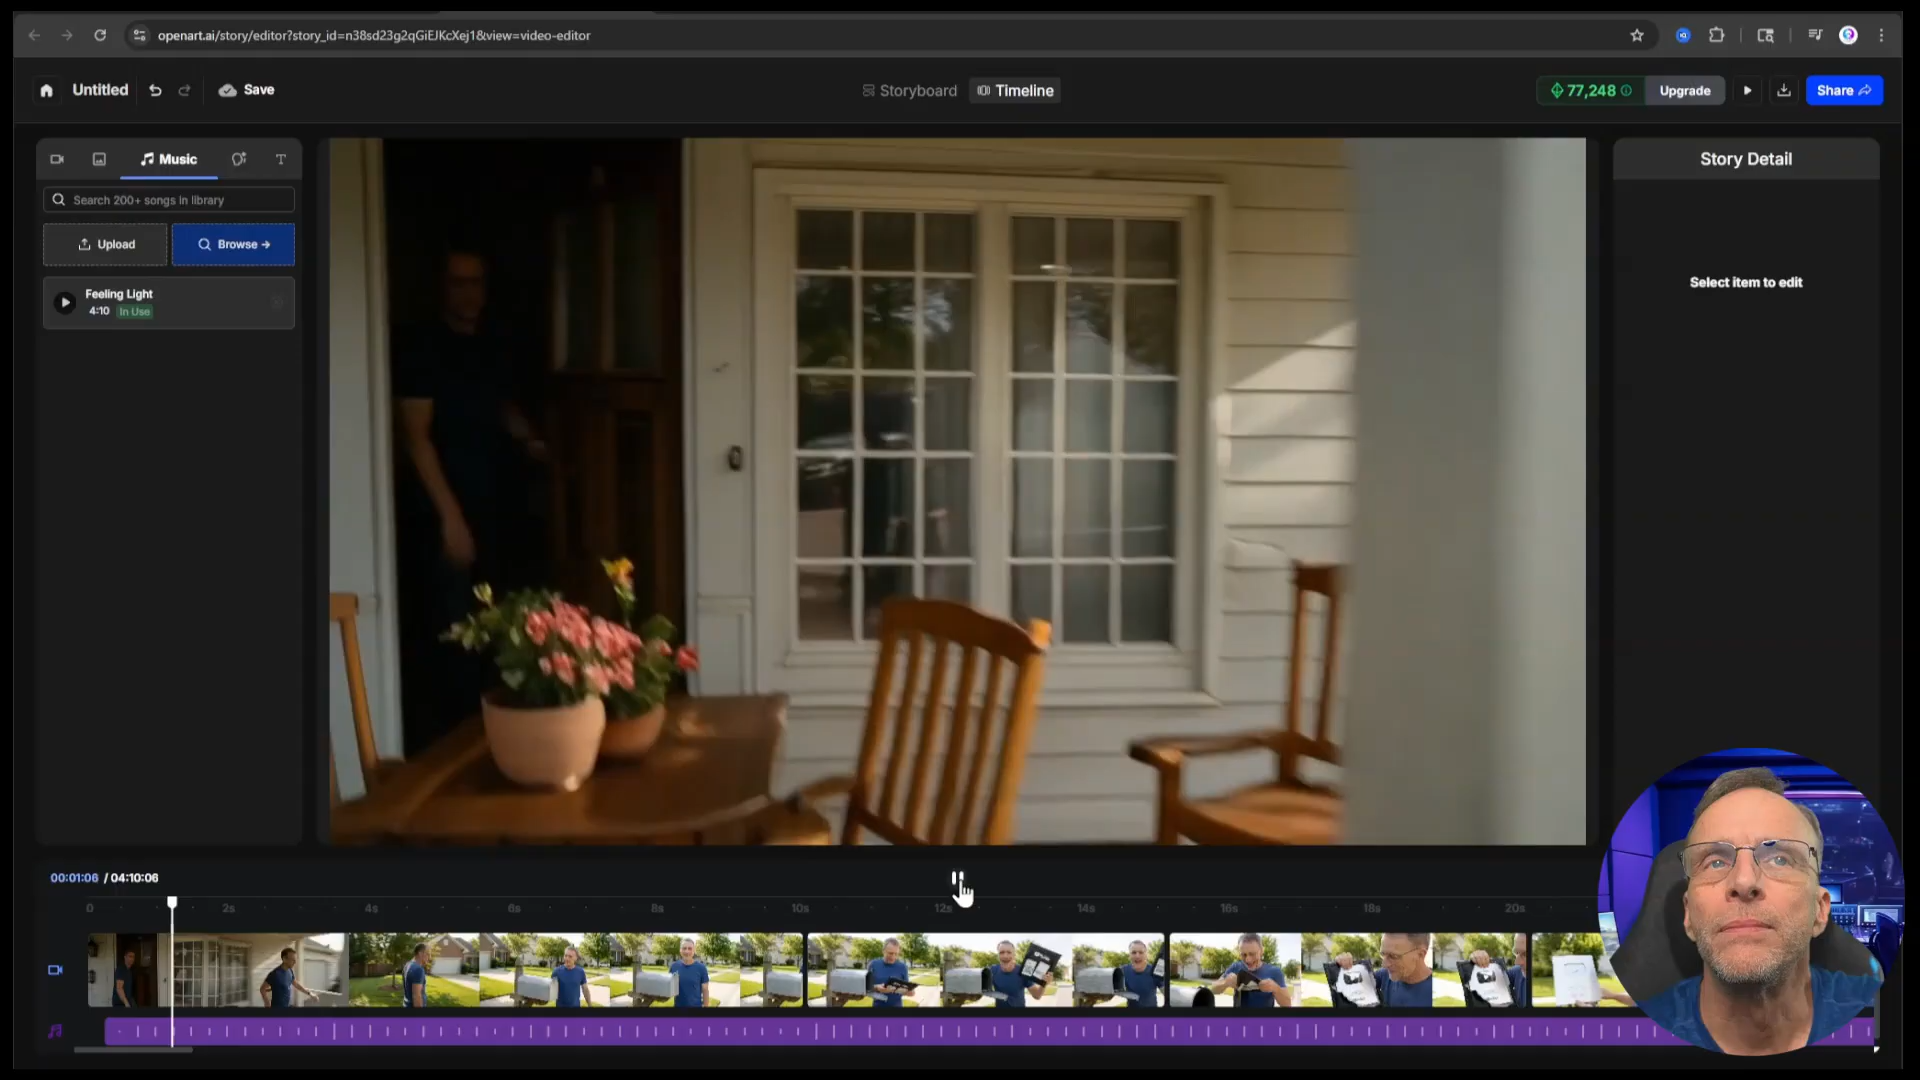 openart.ai/story/editor?story_id=n38sd23g2qGiEJKcXej1&view=video-editor
Untitled
Save
Storyboard
Timeline
77,248
Upgrade
Share
Music
Search 200+ songs in library
Upload
Browse →
Feeling Light
4:10 In Use
Story Detail
Select item to edit
00:01:06 / 04:10:06
0 2s 4s 6s 8s 10s 12s 14s 16s 18s 20s